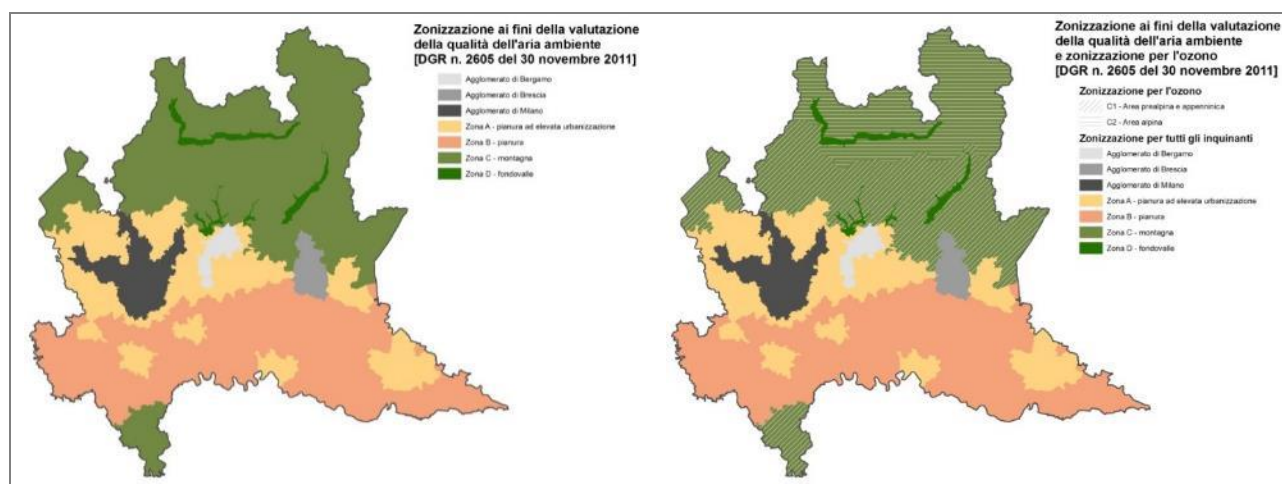 Zonizzazione ai fini della valutazione
della qualità dell'aria ambiente
[DGR n. 2605 del 30 novembre 2011]
Agglomerato di Bergamo
Agglomerato di Brescia
Agglomerato di Milano
Zona A - pianura ad elevata urbanizzazione
Zona B - pianura
Zona C - montagna
Zona D - fondovalle
Zonizzazione ai fini della valutazione
della qualità dell'aria ambiente
e zonizzazione per l'ozono
[DGR n. 2605 del 30 novembre 2011]
Zonizzazione per l'ozono
C1 - Area prealpina e appenninica
C2 - Area alpina
Zonizzazione per tutti gli inquinanti
Agglomerato di Bergamo
Agglomerato di Brescia
Agglomerato di Milano
Zona A - pianura ad elevata urbanizzazione
Zona B - pianura
Zona C - montagna
Zona D - fondovalle